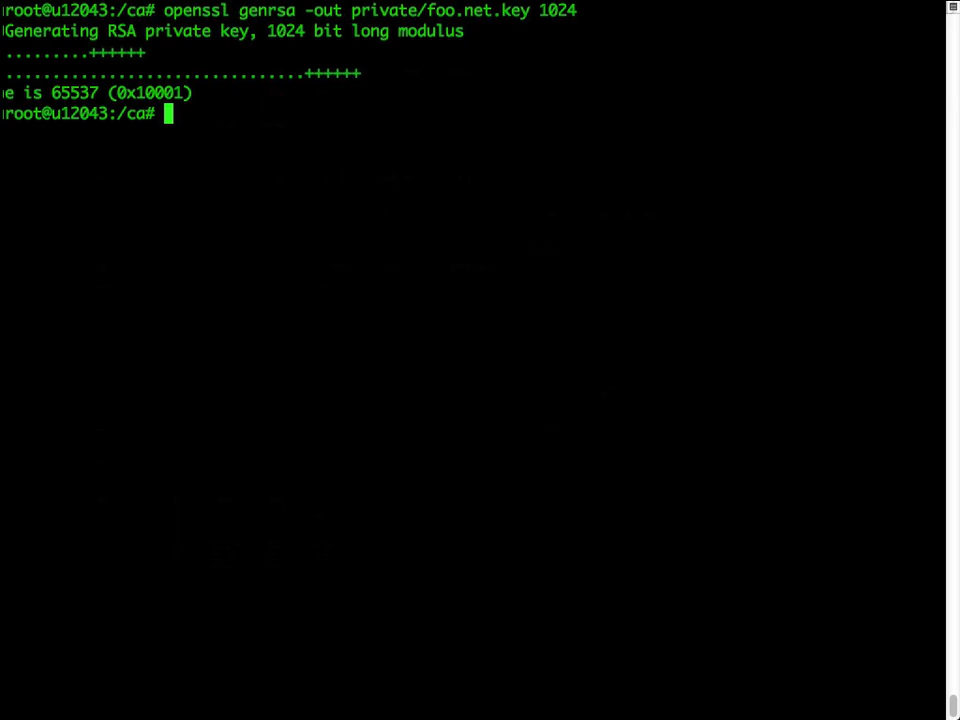 root@u12043:/ca# openssl genrsa -out private/foo.net.key 1024
Generating RSA private key, 1024 bit long modulus
.........++++++
................................++++++
e is 65537 (0x10001)
root@u12043:/ca#